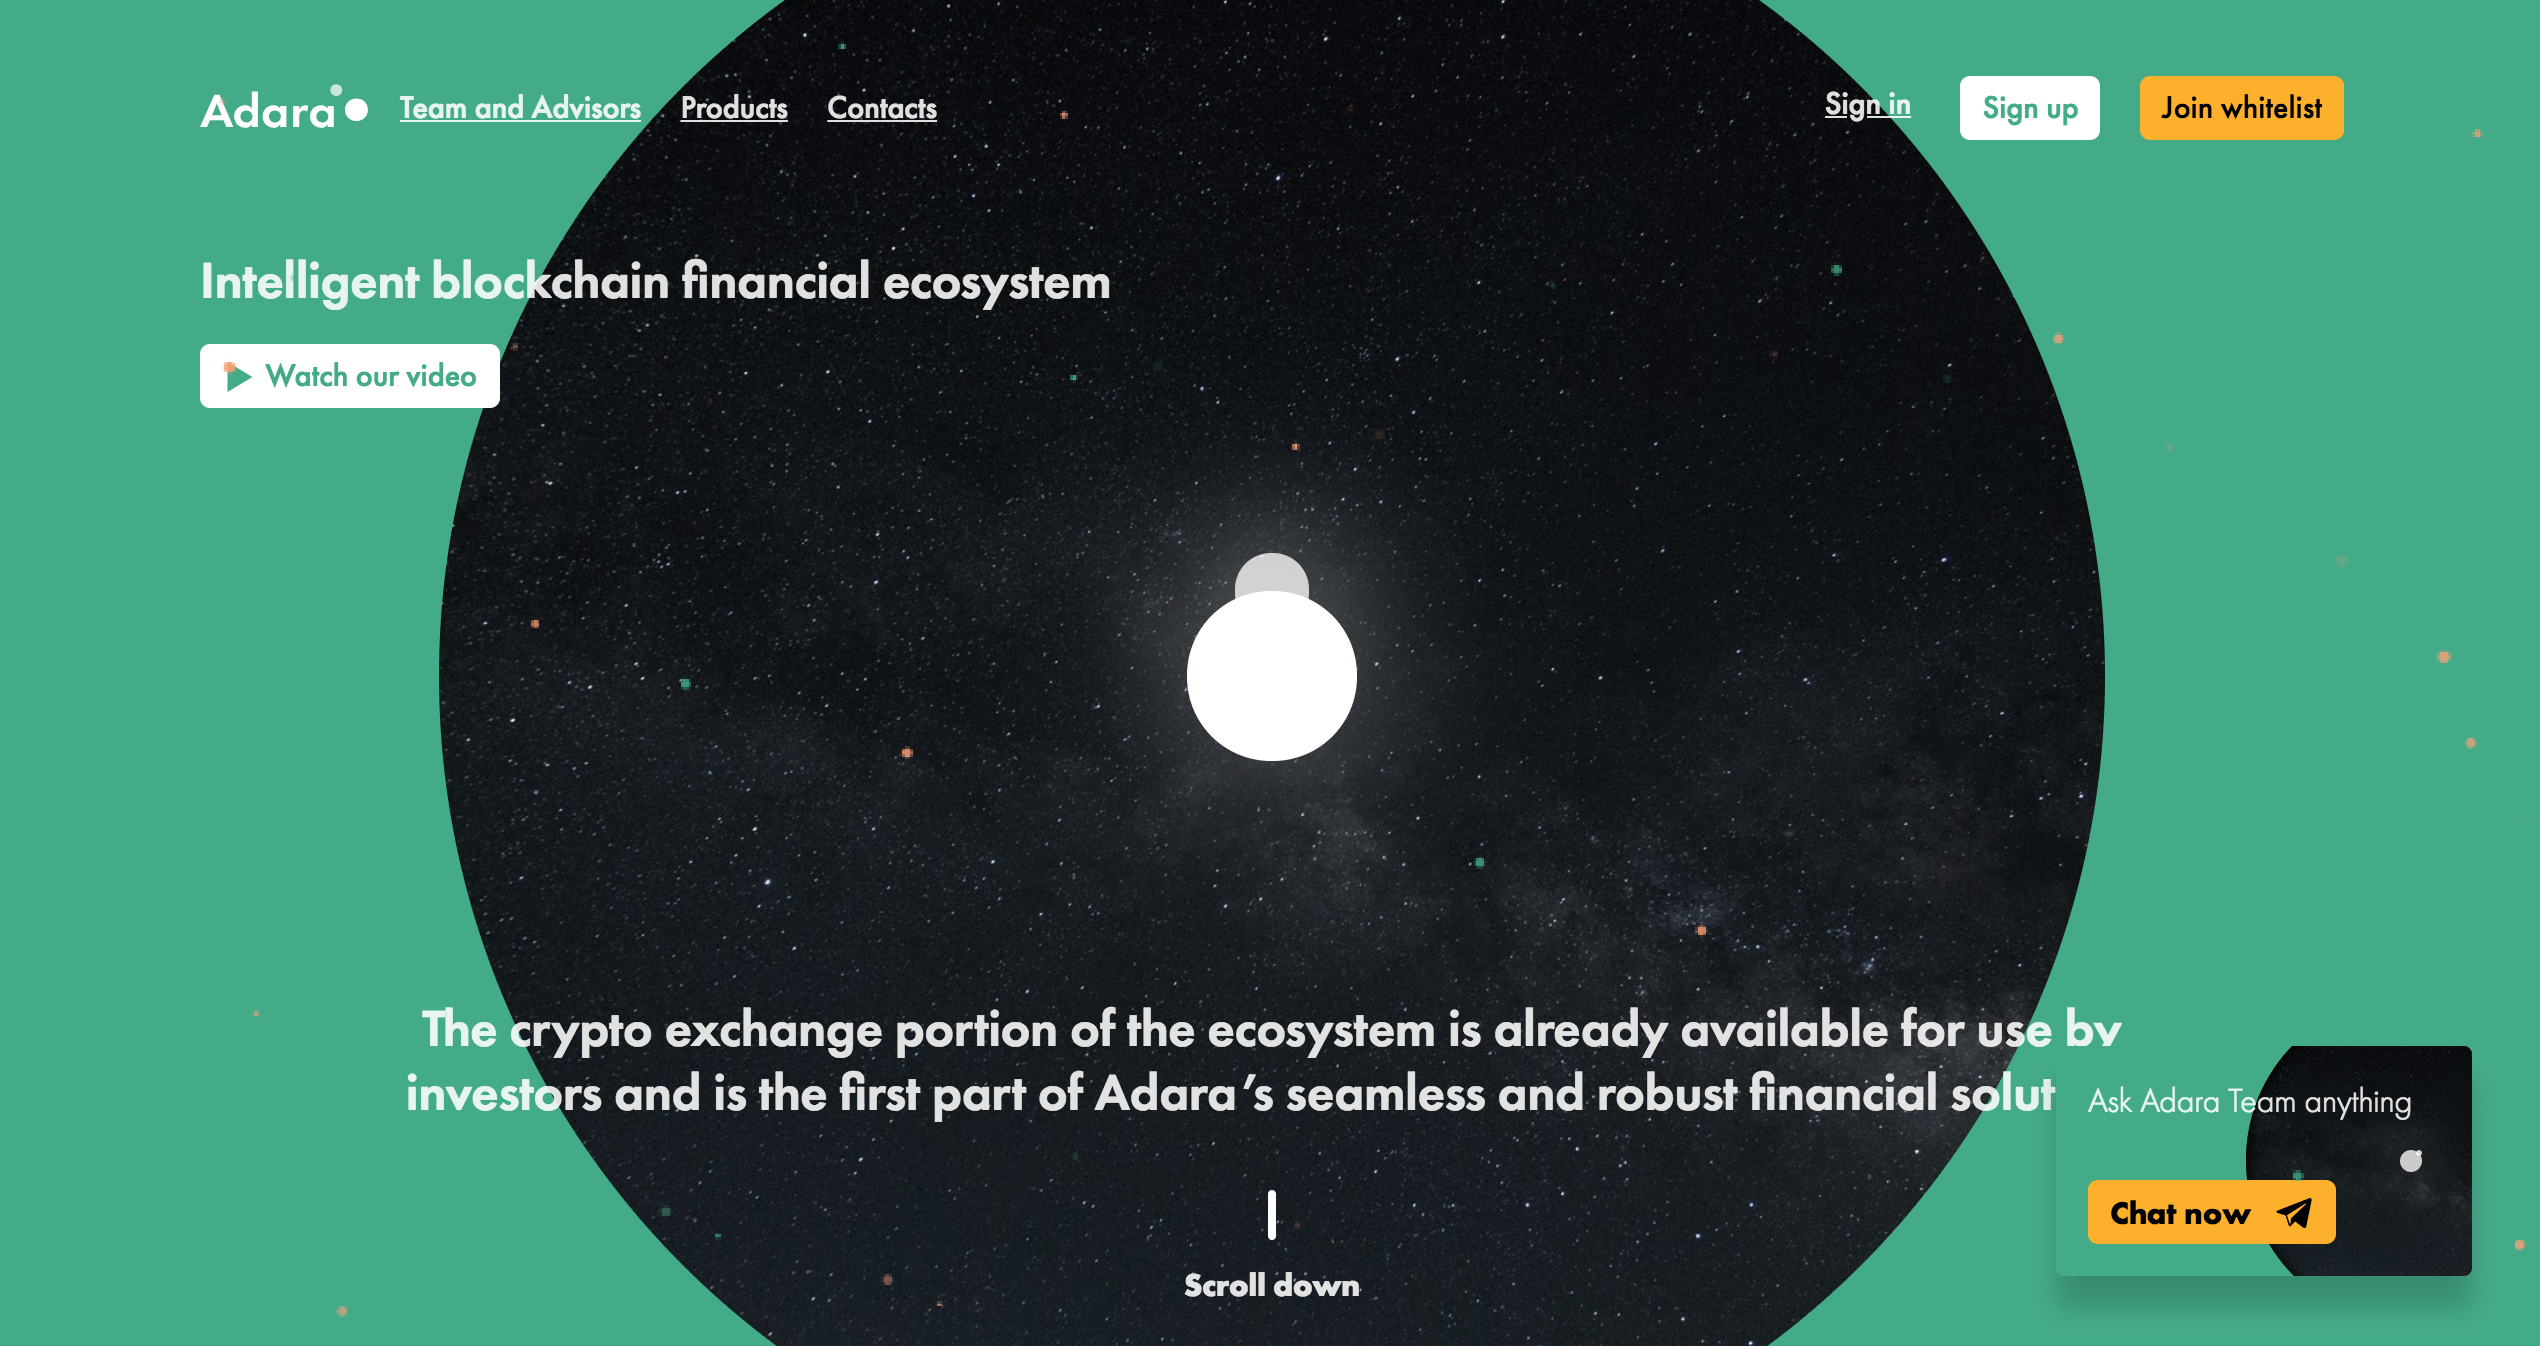 Adara
Team and Advisors
Products
Contacts
Sign in
Sign up
Join whitelist
Intelligent blockchain financial ecosystem
Watch our video
The crypto exchange portion of the ecosystem is already available for use by
investors and is the first part of Adara’s seamless and robust financial solut
Ask Adara Team anything
Chat now
Scroll down